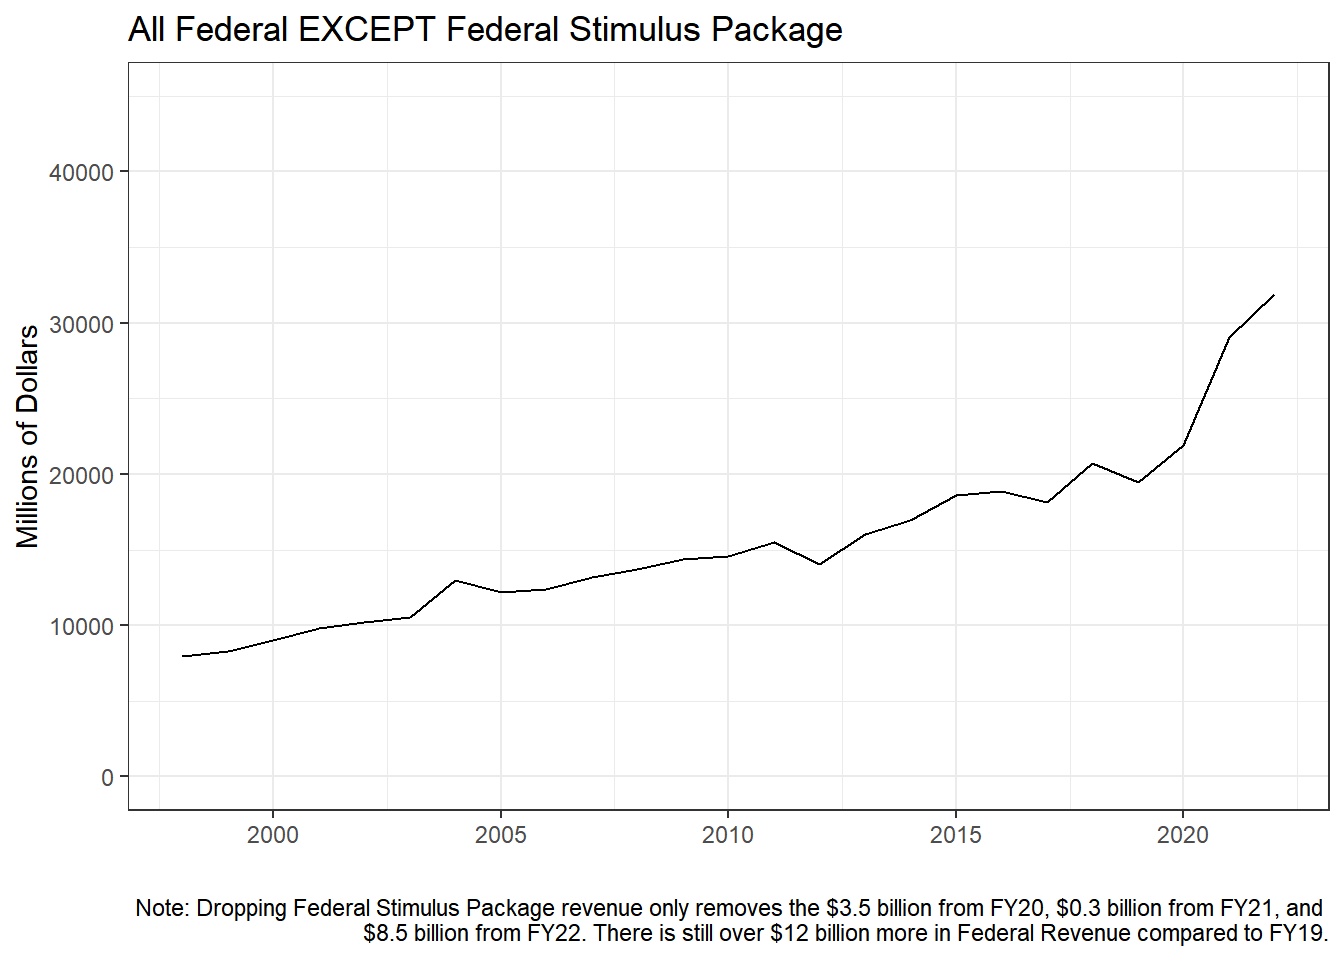 All Federal EXCEPT Federal Stimulus Package
Millions of Dollars
40000
30000
20000
10000
0
2000
2005
2010
2015
2020
Note: Dropping Federal Stimulus Package revenue only removes the $3.5 billion from FY20, $0.3 billion from FY21, and
$8.5 billion from FY22. There is still over $12 billion more in Federal Revenue compared to FY19.